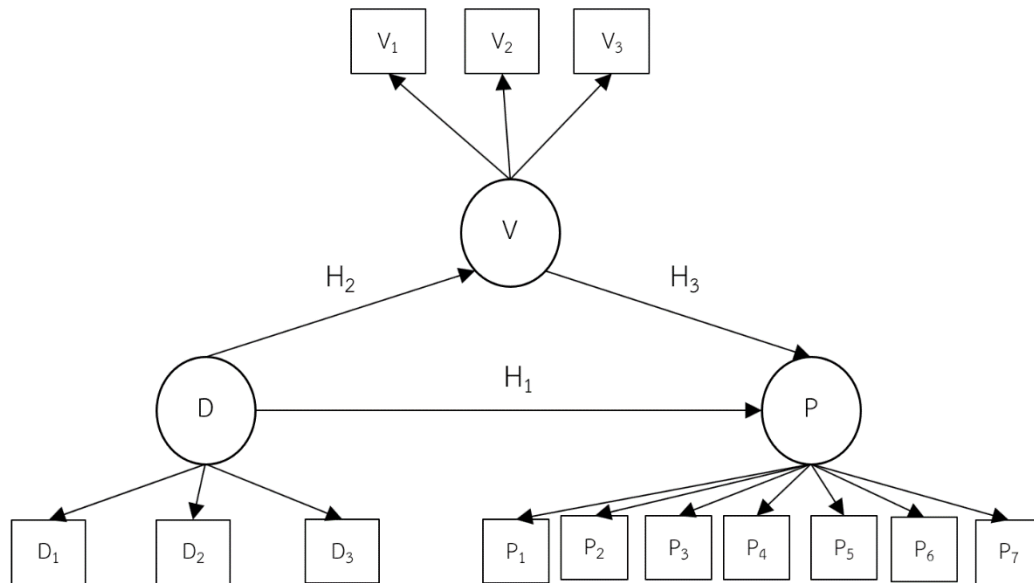 V₁ V₂ V₃
V
H₂ H₃
H₁
D P
D₁ D₂ D₃ P₁ P₂ P₃ P₄ P₅ P₆ P₇